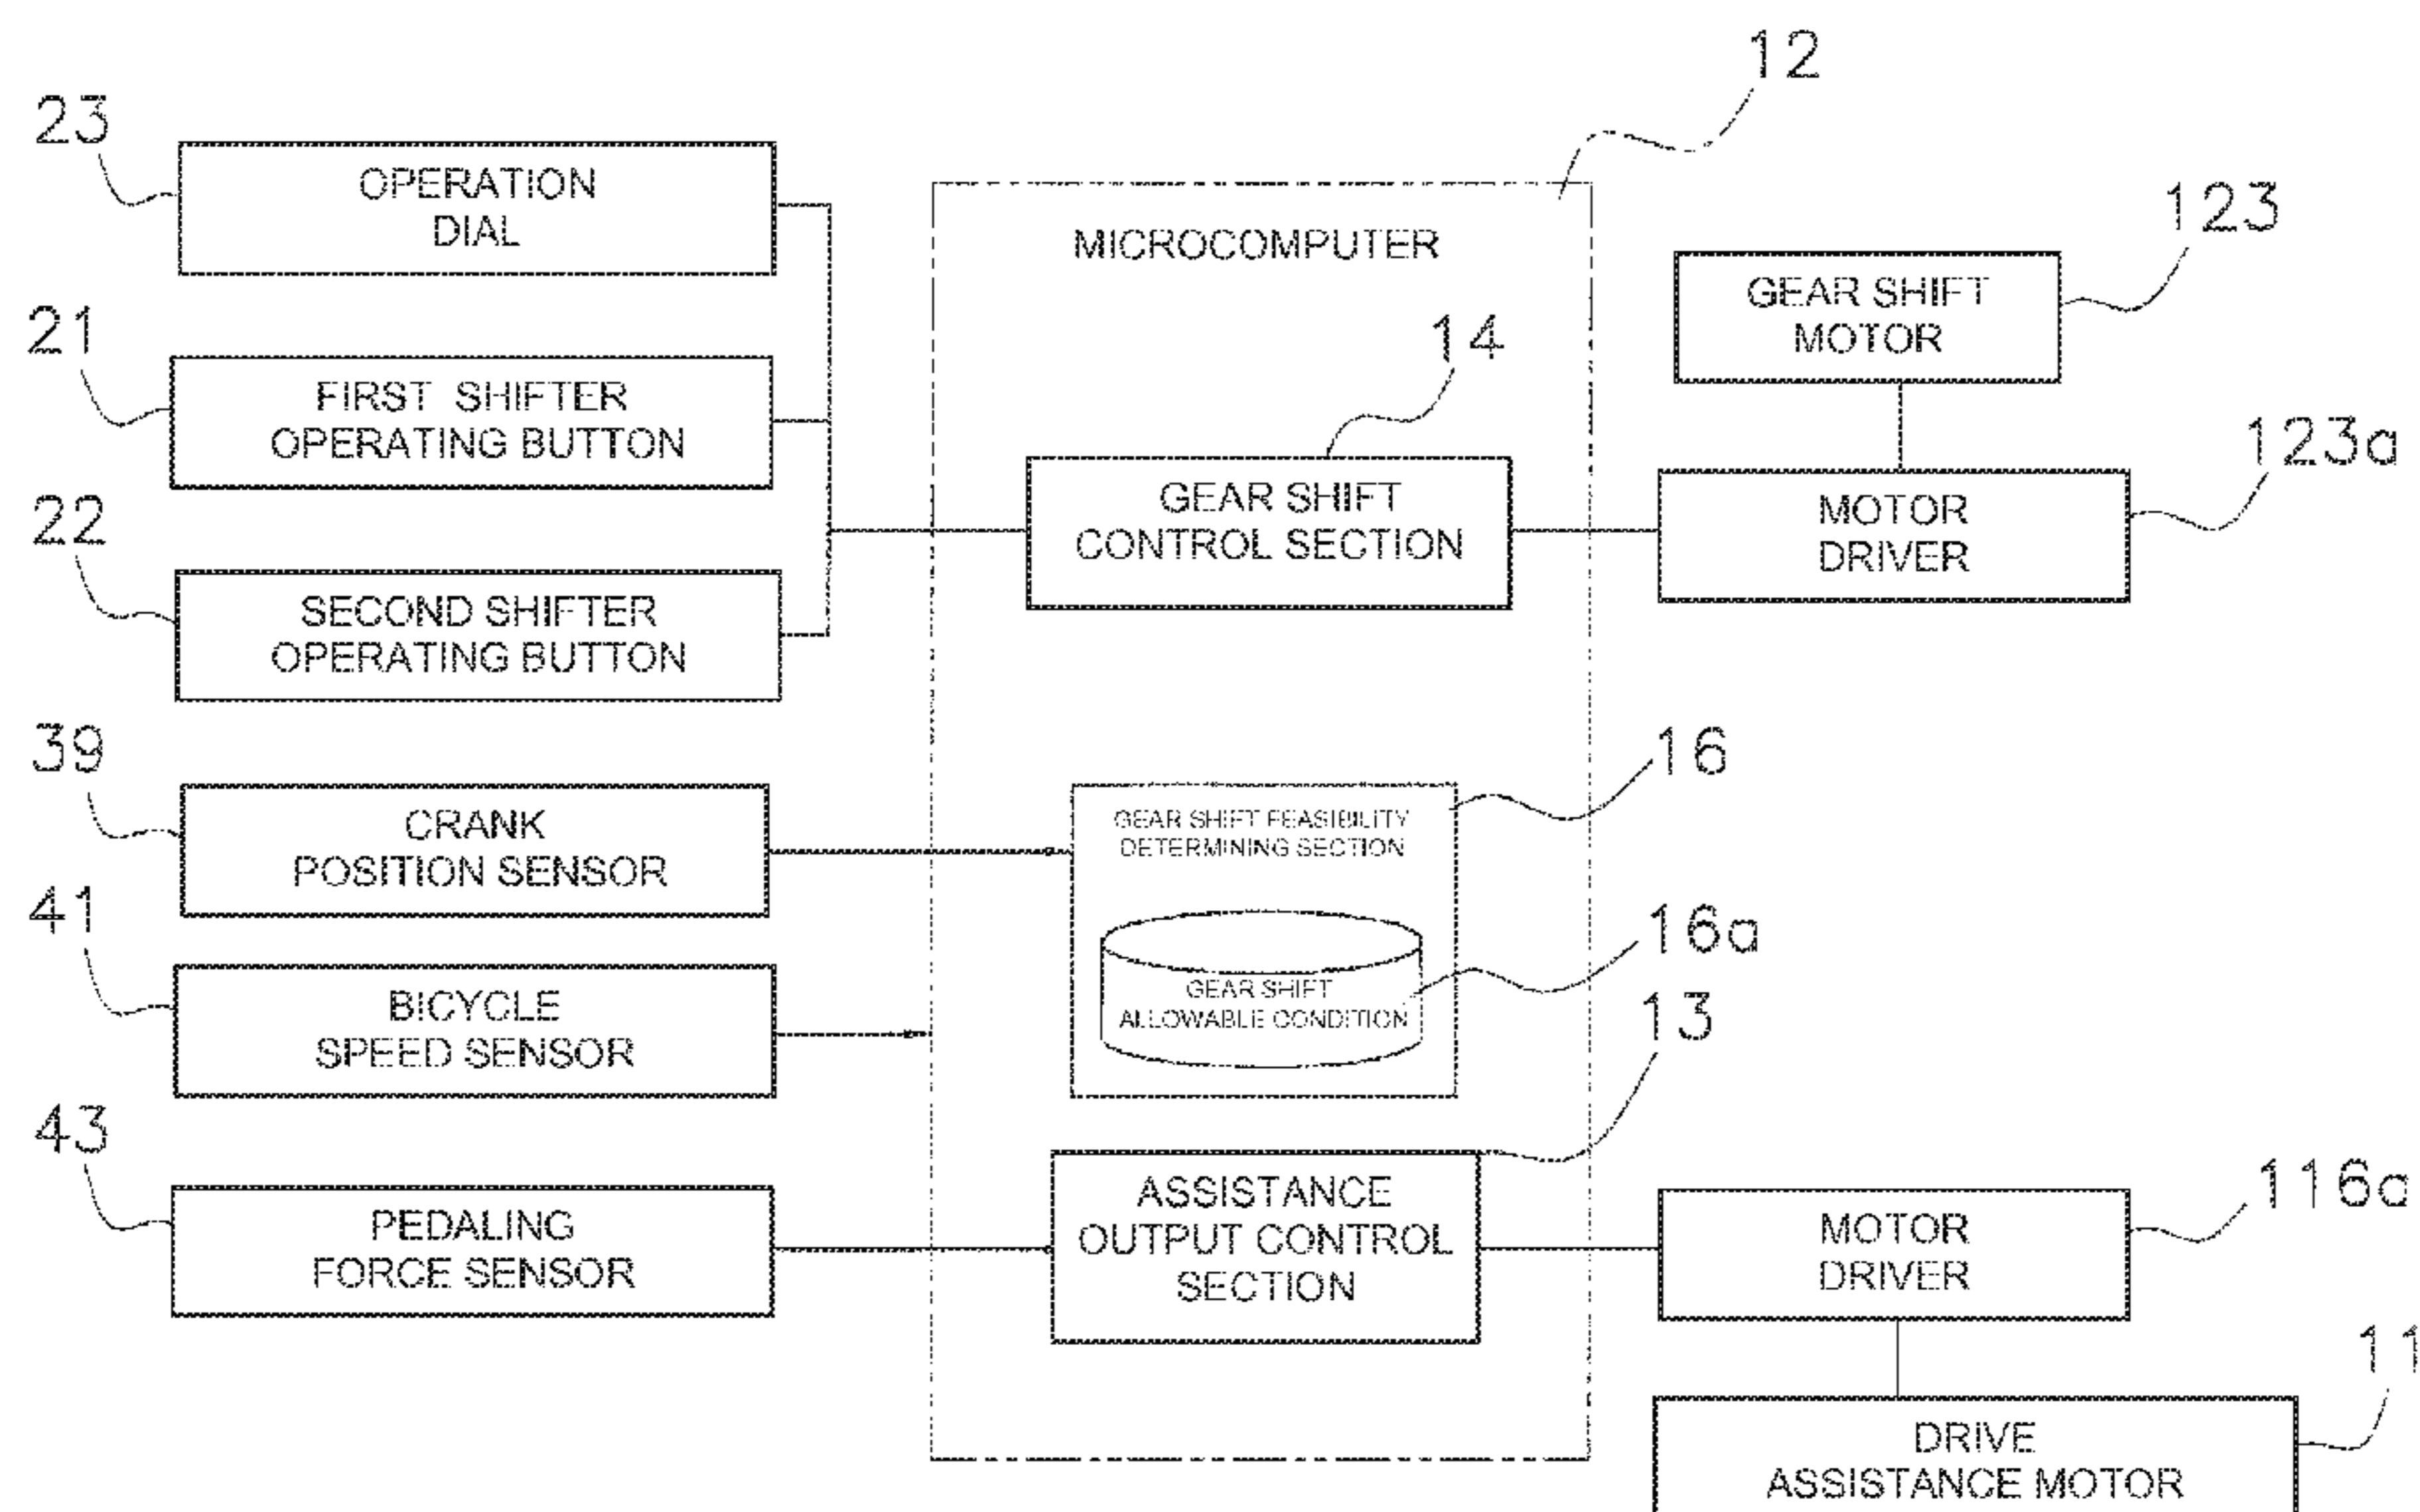 12
23
OPERATION
DIAL
MICROCOMPUTER
123
GEAR SHIFT
MOTOR
21
FIRST SHIFTER
OPERATING BUTTON
14
123a
GEAR SHIFT
CONTROL SECTION
MOTOR
DRIVER
22
SECOND SHIFTER
OPERATING BUTTON
39
CRANK
POSITION SENSOR
16
GEAR SHIFT FEASIBILITY
DETERMINING SECTION
41
BICYCLE
SPEED SENSOR
16a
GEAR SHIFT
ALLOWABLE CONDITION
13
43
PEDALING
FORCE SENSOR
ASSISTANCE
OUTPUT CONTROL
SECTION
116a
MOTOR
DRIVER
11
DRIVE
ASSISTANCE MOTOR